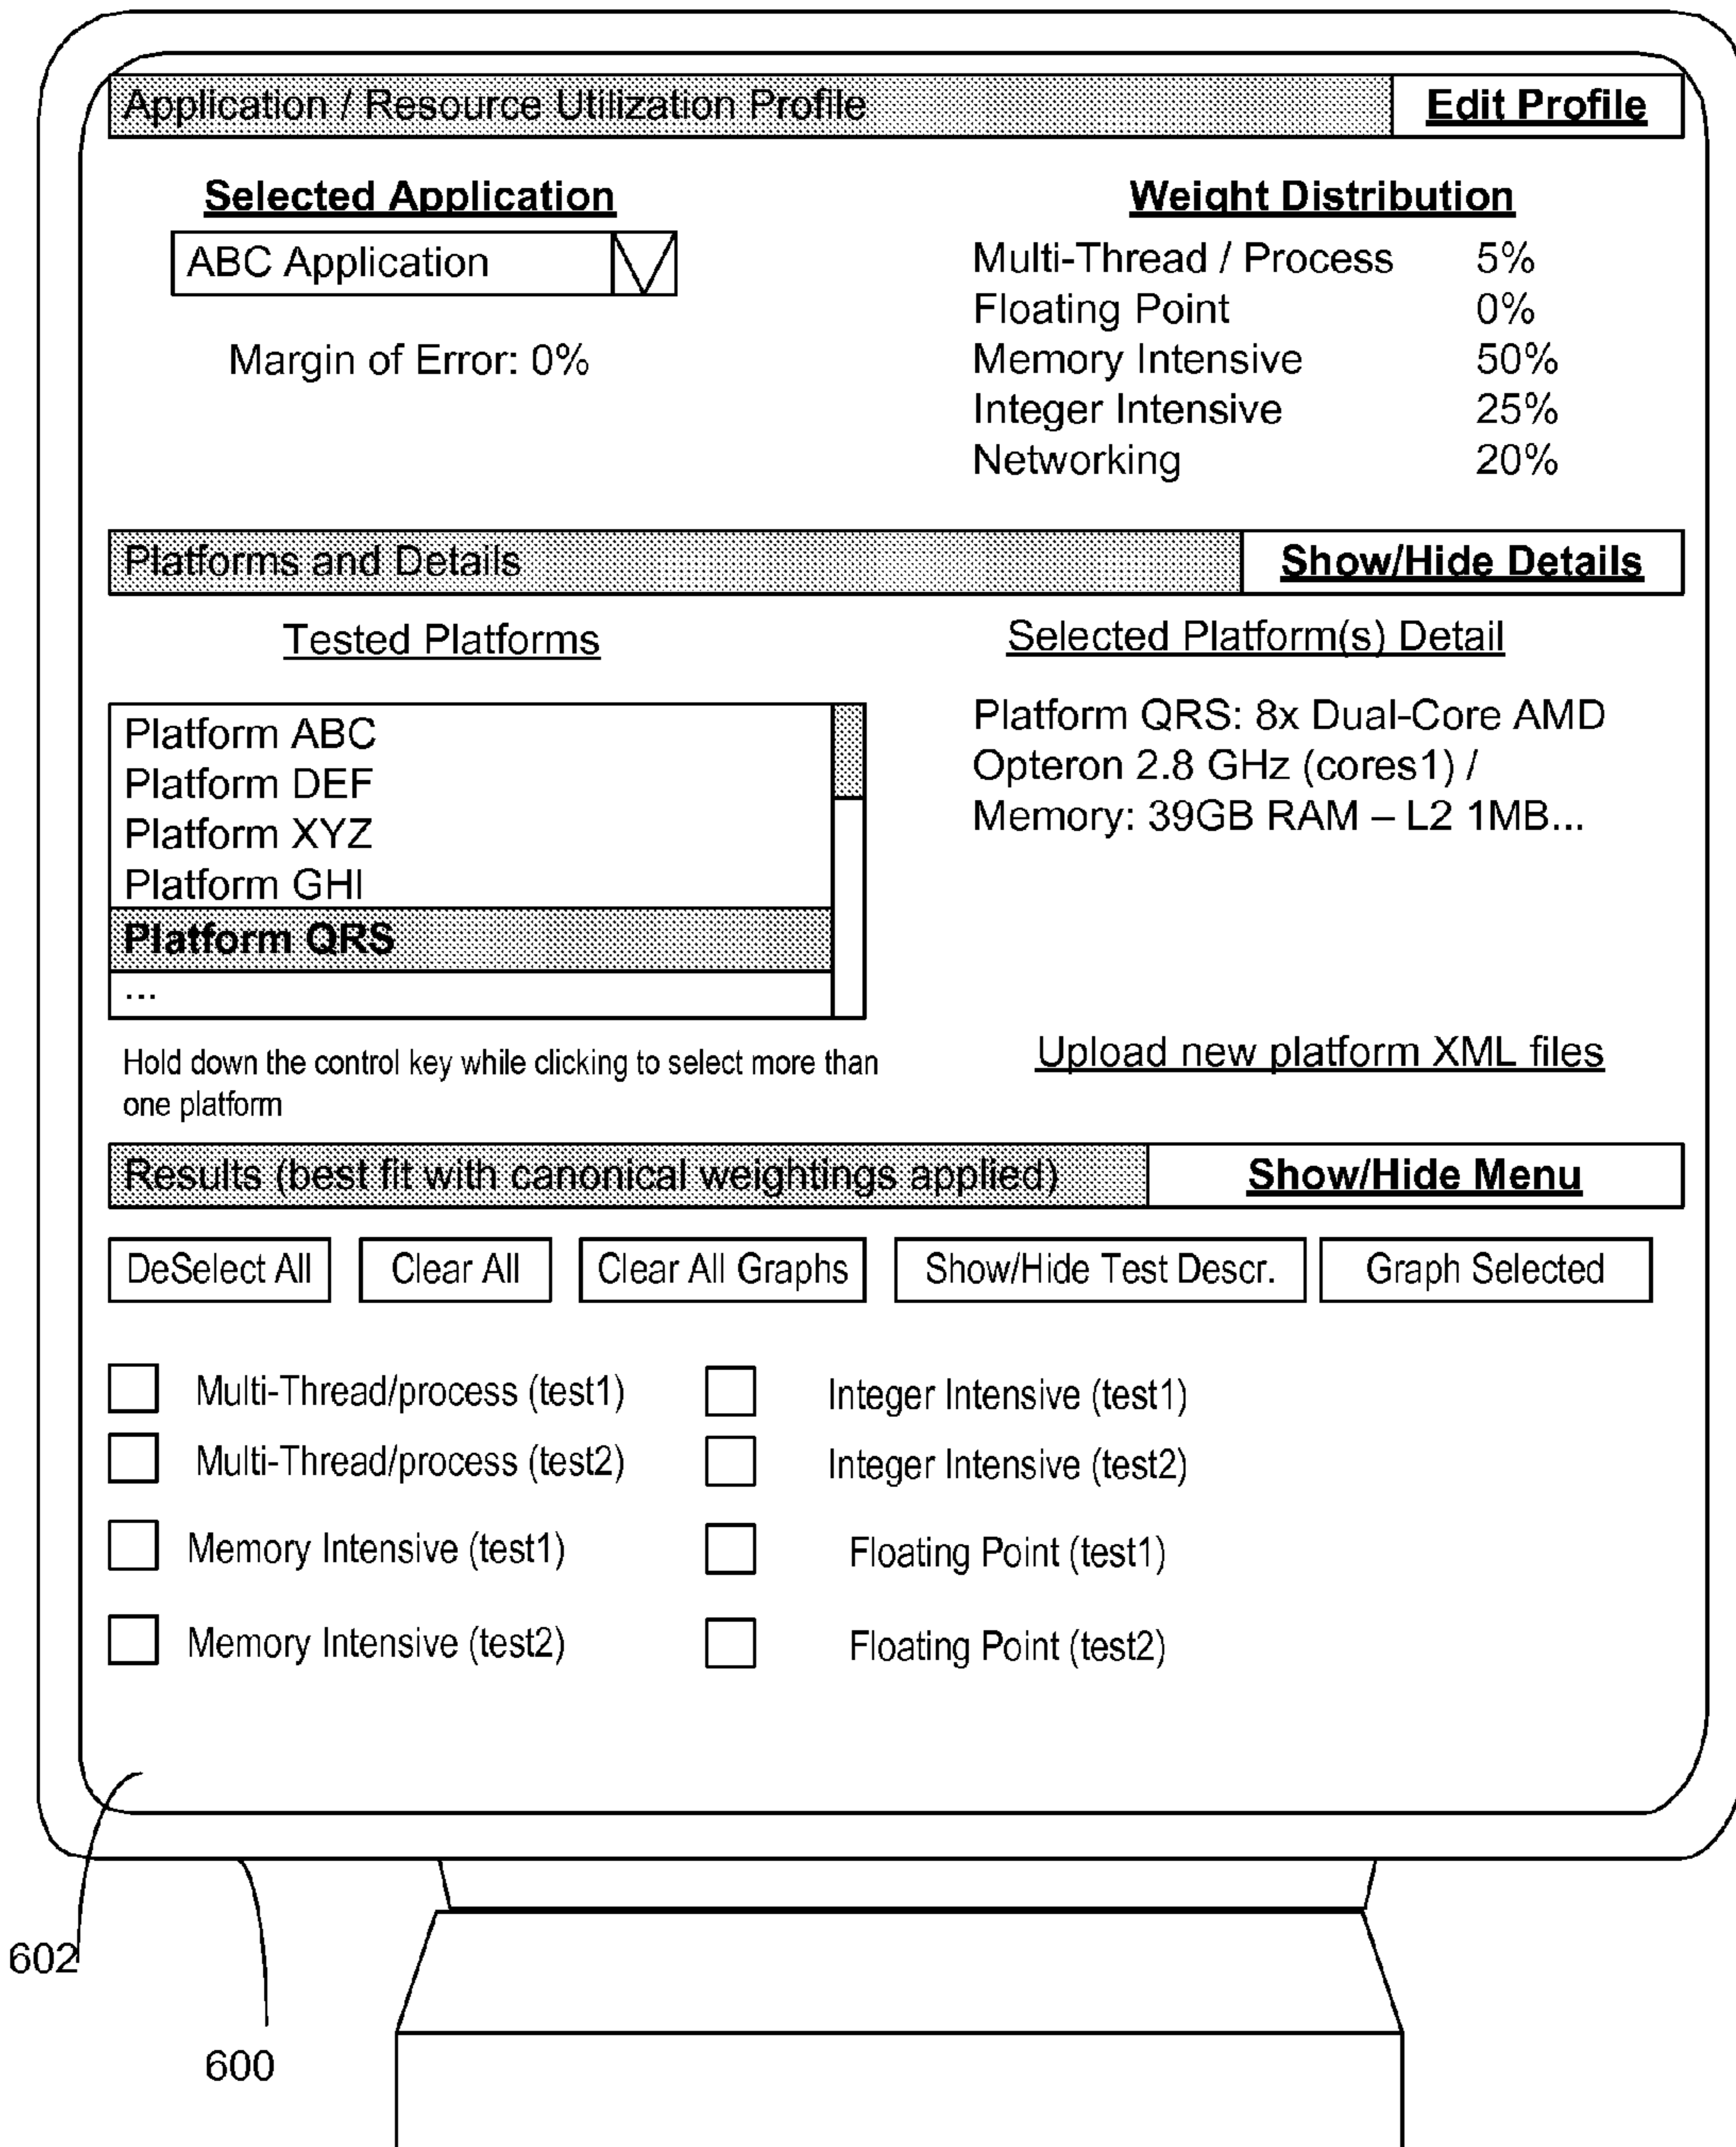 Application / Resource Utilization Profile
Edit Profile
Selected Application
Weight Distribution
ABC Application
Margin of Error: 0%
Multi-Thread / Process 5%
Floating Point 0%
Memory Intensive 50%
Integer Intensive 25%
Networking 20%
Platforms and Details
Show/Hide Details
Tested Platforms
Platform ABC
Platform DEF
Platform XYZ
Platform GHI
Platform QRS
...
Hold down the control key while clicking to select more than
one platform
Selected Platform(s) Detail
Platform QRS: 8x Dual-Core AMD
Opteron 2.8 GHz (cores1) /
Memory: 39GB RAM – L2 1MB...
Upload new platform XML files
Results (best fit with canonical weightings applied)
Show/Hide Menu
DeSelect All
Clear All
Clear All Graphs
Show/Hide Test Descr.
Graph Selected
Multi-Thread/process (test1)
Integer Intensive (test1)
Multi-Thread/process (test2)
Integer Intensive (test2)
Memory Intensive (test1)
Floating Point (test1)
Memory Intensive (test2)
Floating Point (test2)
602
600